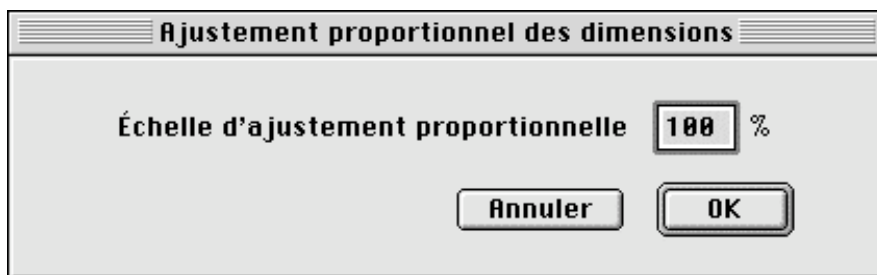 Ajustement proportionnel des dimensions
Échelle d'ajustement proportionnelle 100 %
Annuler OK